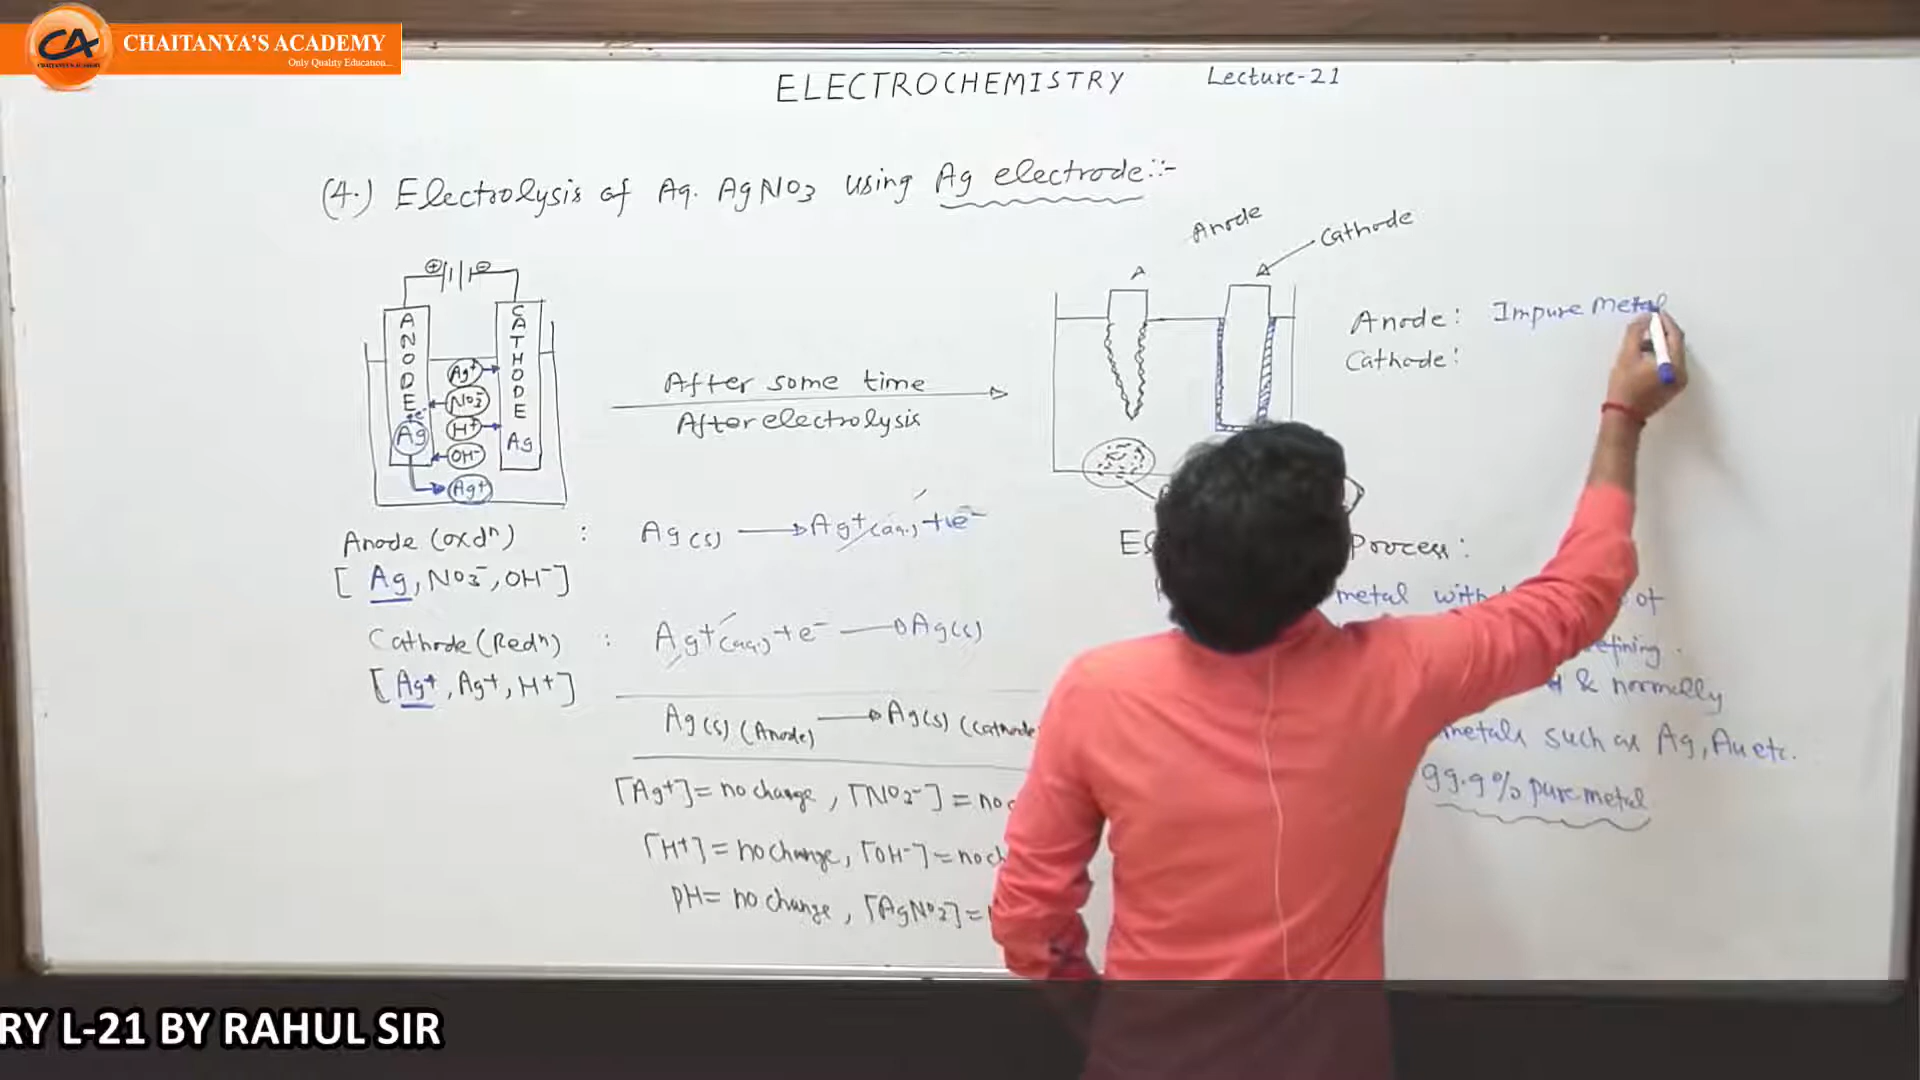 CA
CHAITANYA'S ACADEMY
CHAITANYA'S ACADEMY
Only Quality Education...
ELECTROCHEMISTRY Lecture-21
(4.) Electrolysis of Aq. AgNO3 using Ag electrode::-
Anode
Cathode
ANODE
CATHODE
Ag+
NO3-
e-
H+
Ag
Ag
OH-
Ag+
After some time
After electrolysis
Anode: Impure Metal
Cathode:
Anode (oxdn) : Ag(s) → Ag+(aq.) + e-
[Ag, NO3-, OH-]
Cathode (Redn) : Ag+(aq.) + e- → Ag(s)
[Ag+, Ag+, H+]
Ag(s) (Anode) → Ag(s) (Cathode
[Ag+] = no change, [NO3-] = no
[H+] = no change, [OH-] = no ch
pH = no change, [AgNO3] =
Process:
metal with of
efining.
& normally
metals such as Ag, Au etc.
99.9% pure metal
RY L-21 BY RAHUL SIR